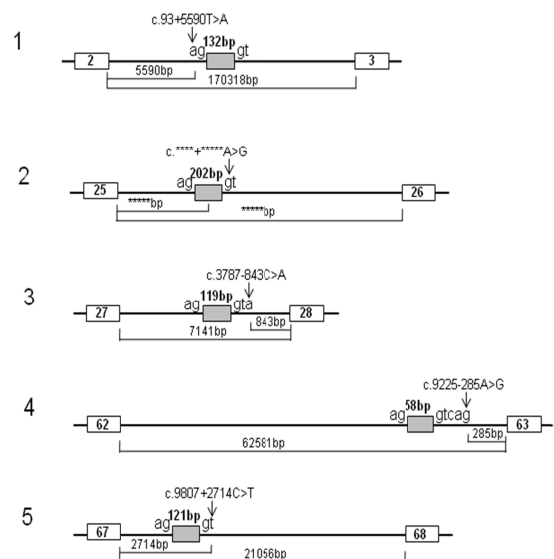 1
c.93+5590T>A
ag 132bp gt
2 3
5590bp
170318bp
2
c.****+*****A>G
ag 202bp gt
25 26
*****bp
*****bp
3
c.3787-843C>A
ag 119bp gta
27 28
843bp
7141bp
4
c.9225-285A>G
ag 58bp gtcag
62 63
285bp
62581bp
5
c.9807+2714C>T
ag 121bp gt
67 68
2714bp
21056bp